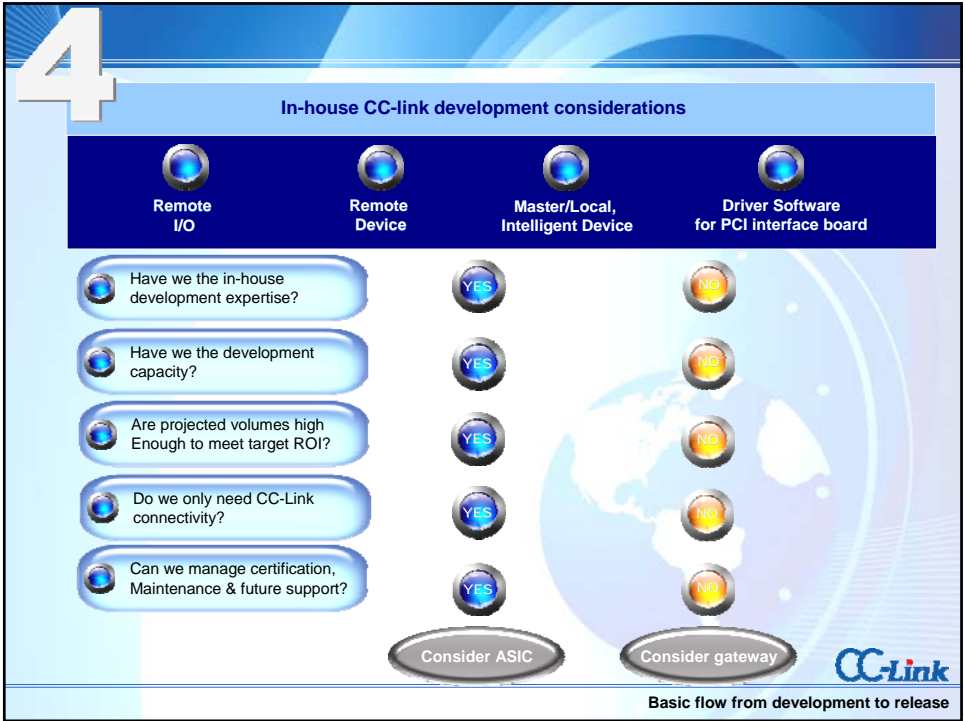 4
In-house CC-link development considerations
Remote
I/O
Remote
Device
Master/Local,
Intelligent Device
Driver Software
for PCI interface board
Have we the in-house
development expertise?
YES
NO
Have we the development
capacity?
YES
NO
Are projected volumes high
Enough to meet target ROI?
YES
NO
Do we only need CC-Link
connectivity?
YES
NO
Can we manage certification,
Maintenance & future support?
YES
NO
Consider ASIC
Consider gateway
CC-Link
Basic flow from development to release